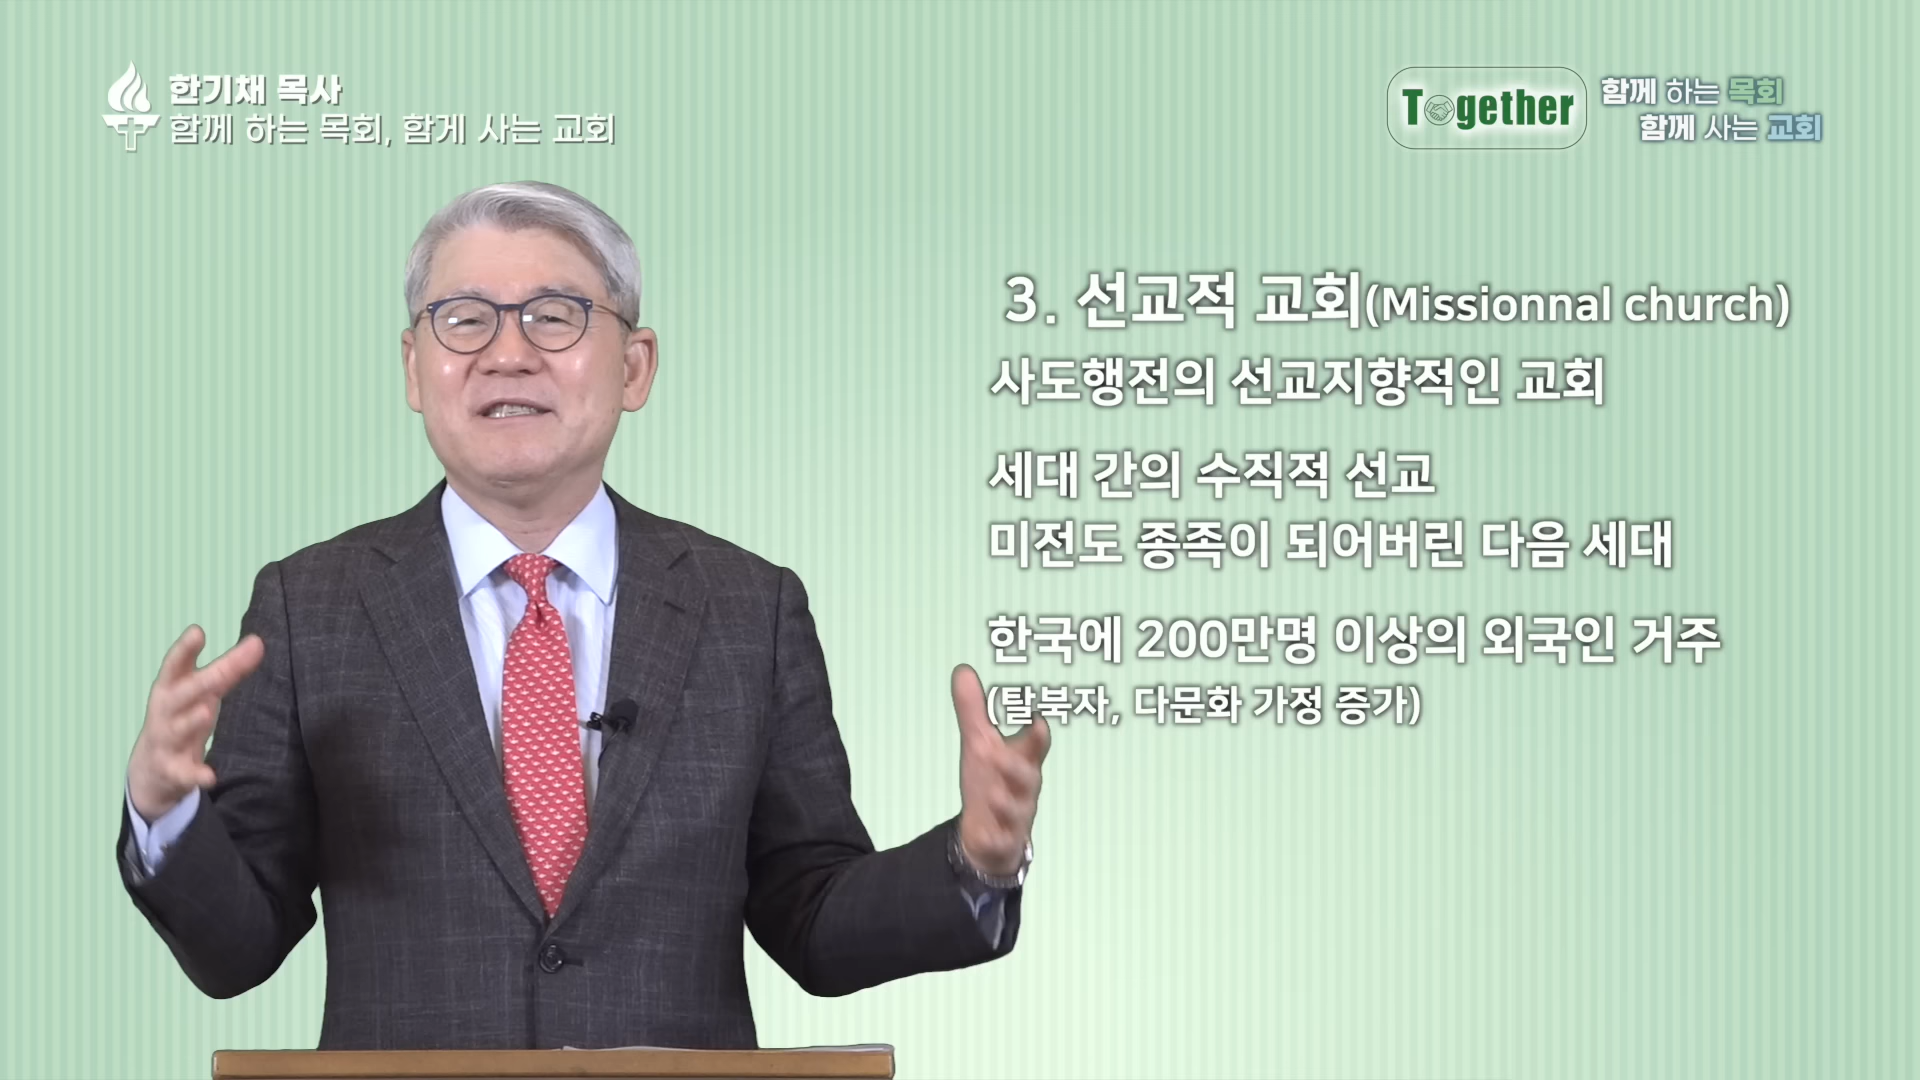 한기채 목사
함께 하는 목회, 함게 사는 교회
Together
함께 하는 목회
함께 사는 교회
3. 선교적 교회(Missionnal church)
사도행전의 선교지향적인 교회
세대 간의 수직적 선교
미전도 종족이 되어버린 다음 세대
한국에 200만명 이상의 외국인 거주
(탈북자, 다문화 가정 증가)